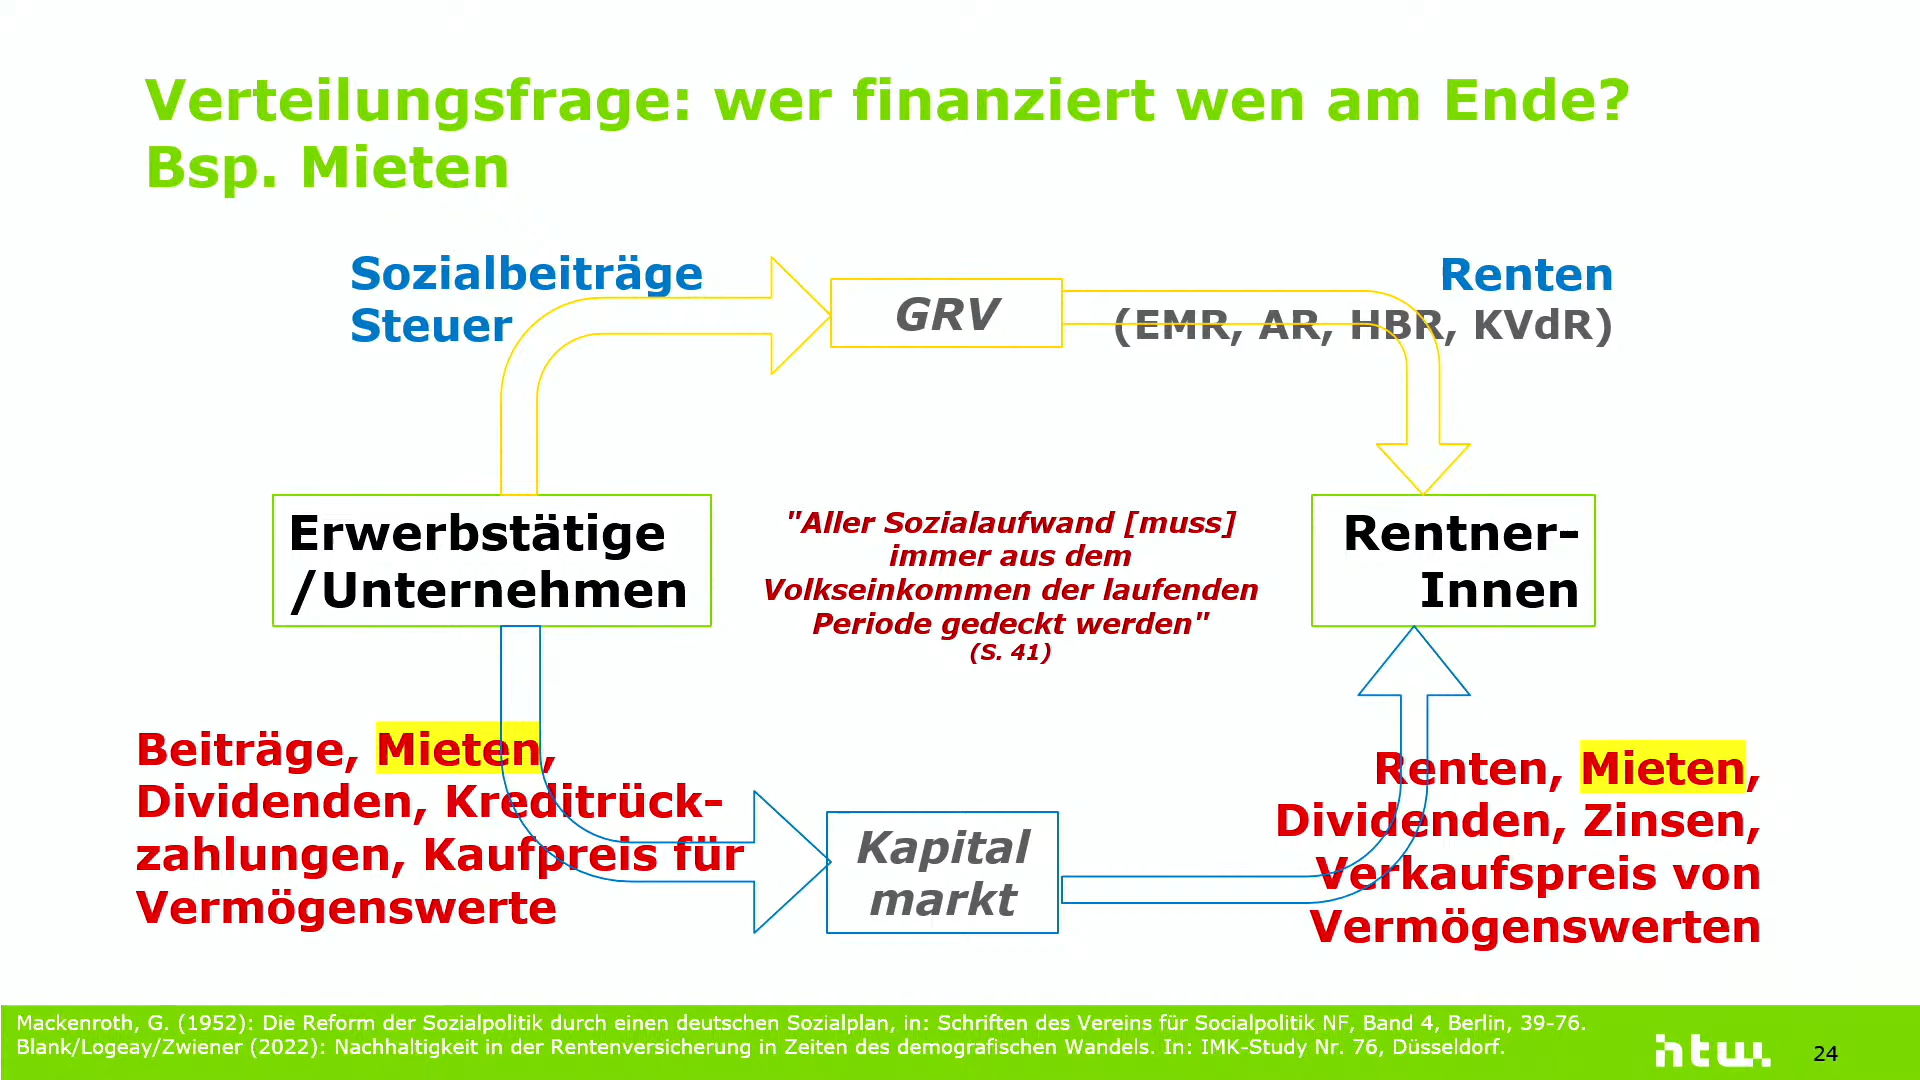 Verteilungsfrage: wer finanziert wen am Ende?
Bsp. Mieten
Sozialbeiträge
Steuer
GRV
Renten
(EMR, AR, HBR, KVdR)
Erwerbstätige
/Unternehmen
"Aller Sozialaufwand [muss]
immer aus dem
Volkseinkommen der laufenden
Periode gedeckt werden"
(S. 41)
Rentner-
Innen
Beiträge, Mieten,
Dividenden, Kreditrück-
zahlungen, Kaufpreis für
Vermögenswerte
Kapital
markt
Renten, Mieten,
Dividenden, Zinsen,
Verkaufspreis von
Vermögenswerten
Mackenroth, G. (1952): Die Reform der Sozialpolitik durch einen deutschen Sozialplan, in: Schriften des Vereins für Socialpolitik NF, Band 4, Berlin, 39-76.
Blank/Logeay/Zwiener (2022): Nachhaltigkeit in der Rentenversicherung in Zeiten des demografischen Wandels. In: IMK-Study Nr. 76, Düsseldorf.
htw.
24